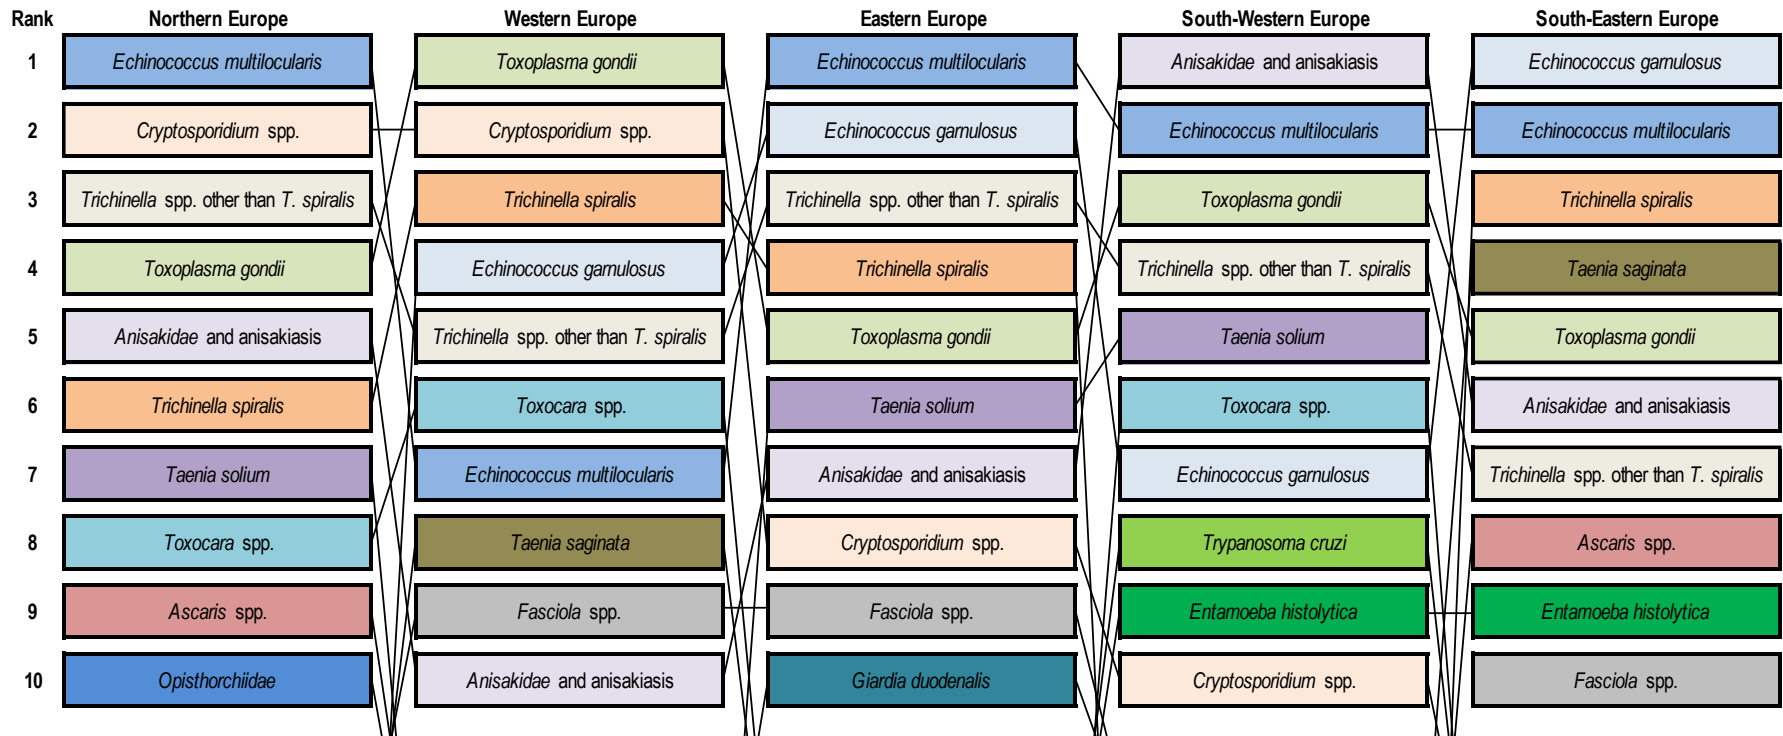 Rank Northern Europe Western Europe Eastern Europe South-Western Europe South-Eastern Europe
1 Echinococcus multilocularis Toxoplasma gondii Echinococcus multilocularis Anisakidae and anisakiasis Echinococcus garnulosus
2 Cryptosporidium spp. Cryptosporidium spp. Echinococcus garnulosus Echinococcus multilocularis Echinococcus multilocularis
3 Trichinella spp. other than T. spiralis Trichinella spiralis Trichinella spp. other than T. spiralis Toxoplasma gondii Trichinella spiralis
4 Toxoplasma gondii Echinococcus garnulosus Trichinella spiralis Trichinella spp. other than T. spiralis Taenia saginata
5 Anisakidae and anisakiasis Trichinella spp. other than T. spiralis Toxoplasma gondii Taenia solium Toxoplasma gondii
6 Trichinella spiralis Toxocara spp. Taenia solium Toxocara spp. Anisakidae and anisakiasis
7 Taenia solium Echinococcus multilocularis Anisakidae and anisakiasis Echinococcus garnulosus Trichinella spp. other than T. spiralis
8 Toxocara spp. Taenia saginata Cryptosporidium spp. Trypanosoma cruzi Ascaris spp.
9 Ascaris spp. Fasciola spp. Fasciola spp. Entamoeba histolytica Entamoeba histolytica
10 Opisthorchiidae Anisakidae and anisakiasis Giardia duodenalis Cryptosporidium spp. Fasciola spp.